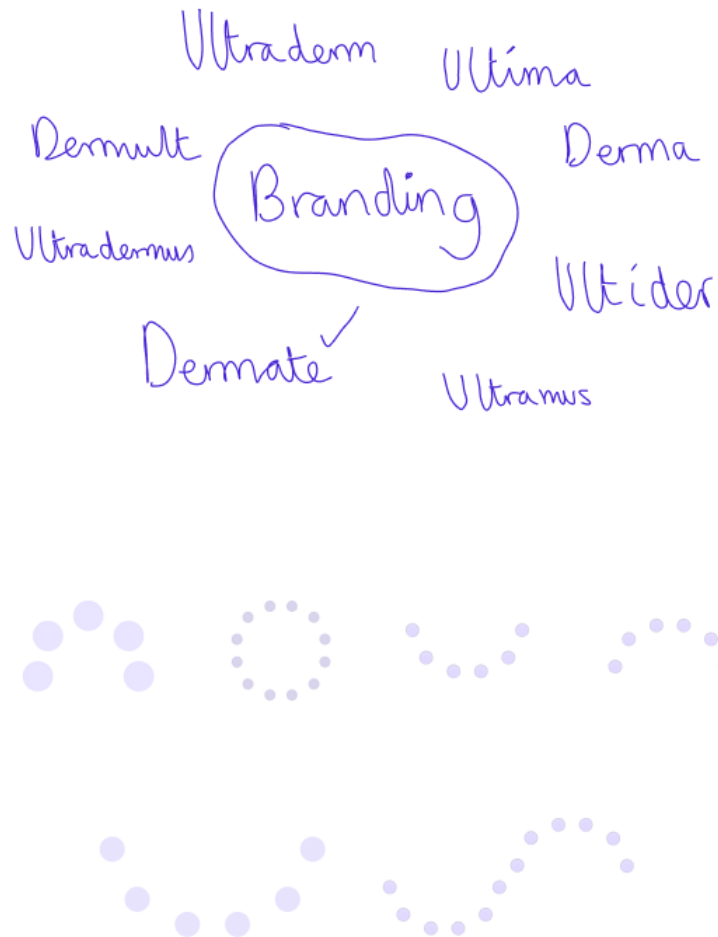 Ultraderm
Ultima
Dermult
Derma
Branding
Ultradermus
Ultider
Dermate ✓
Ultramus